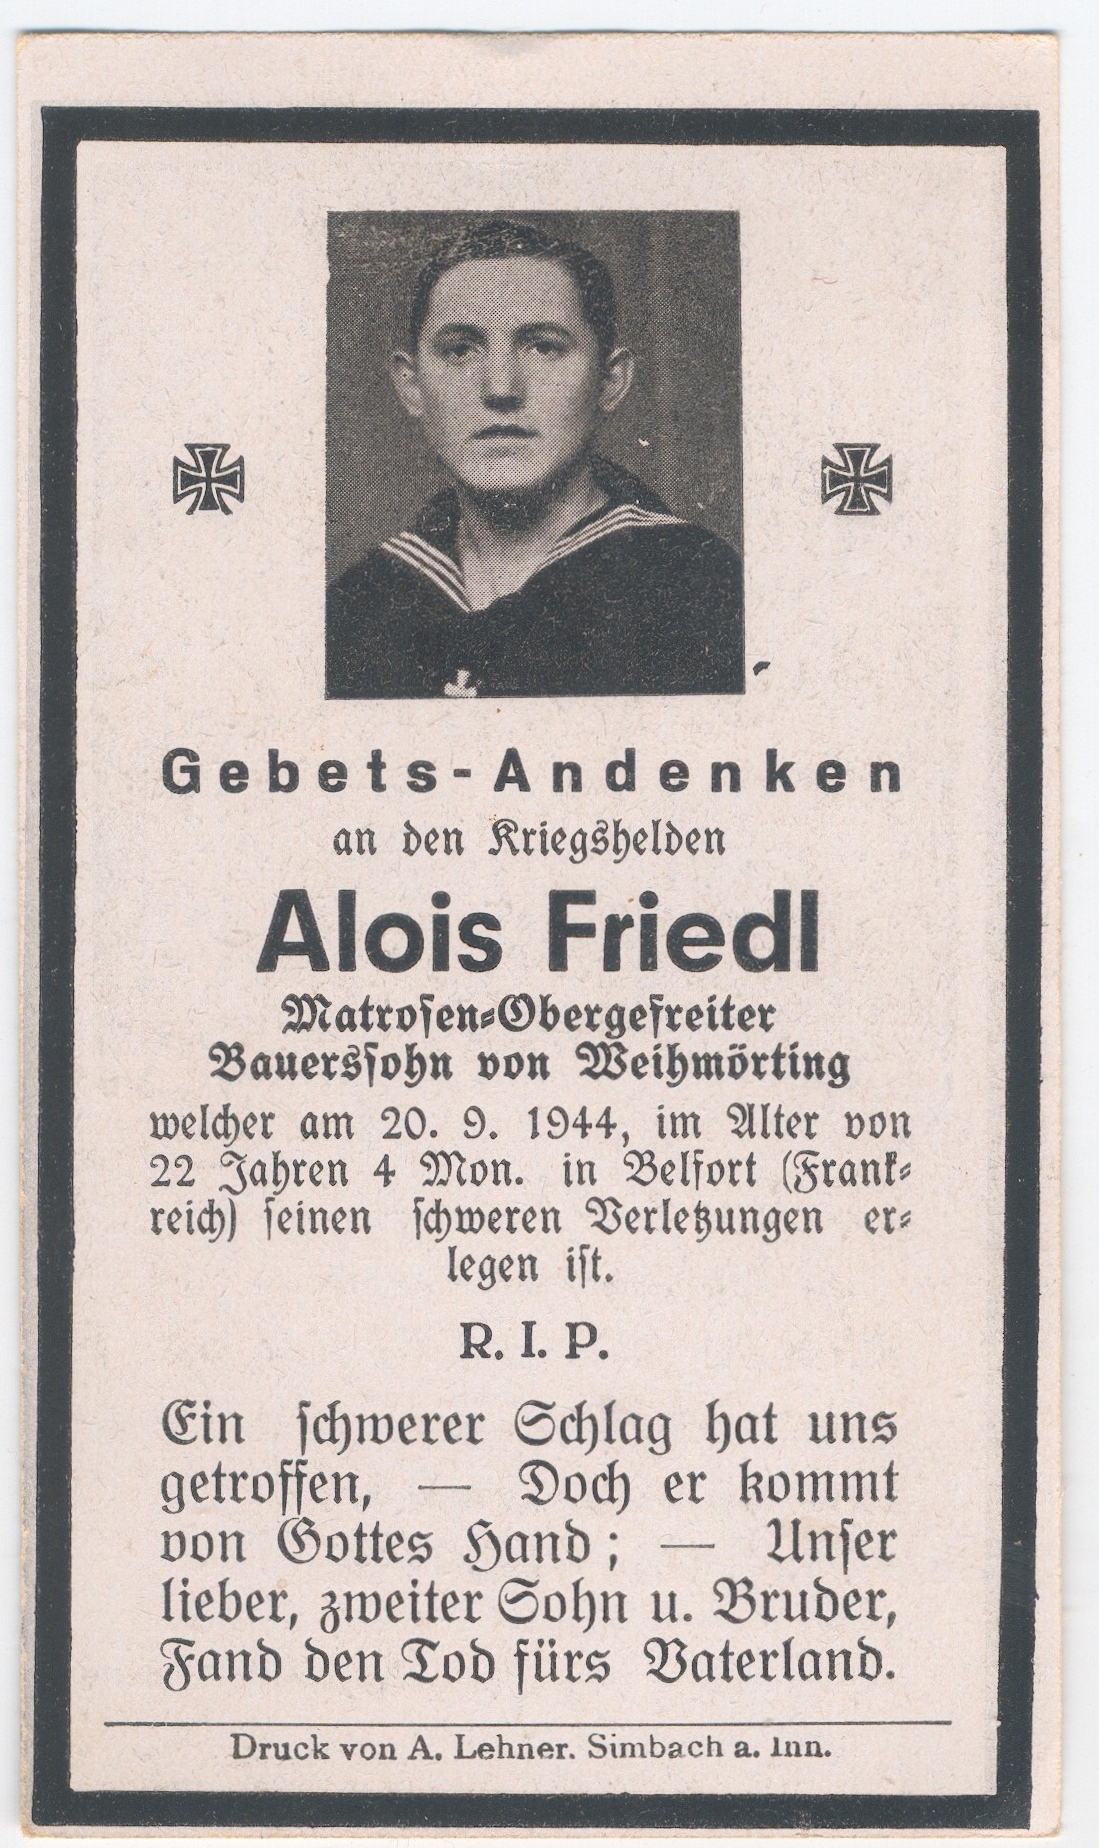 Gebets-Andenken
an den Kriegshelden
Alois Friedl
Matrosen-Obergefreiter
Bauerssohn von Weihmörting
welcher am 20. 9. 1944, im Alter von
22 Jahren 4 Mon. in Belfort (Frank-
reich) seinen schweren Verletzungen er-
legen ist.
R. I. P.
Ein schwerer Schlag hat uns
getroffen, — Doch er kommt
von Gottes Hand ; — Unser
lieber, zweiter Sohn u. Bruder,
Fand den Tod fürs Vaterland.
Druck von A. Lehner. Simbach a. Inn.